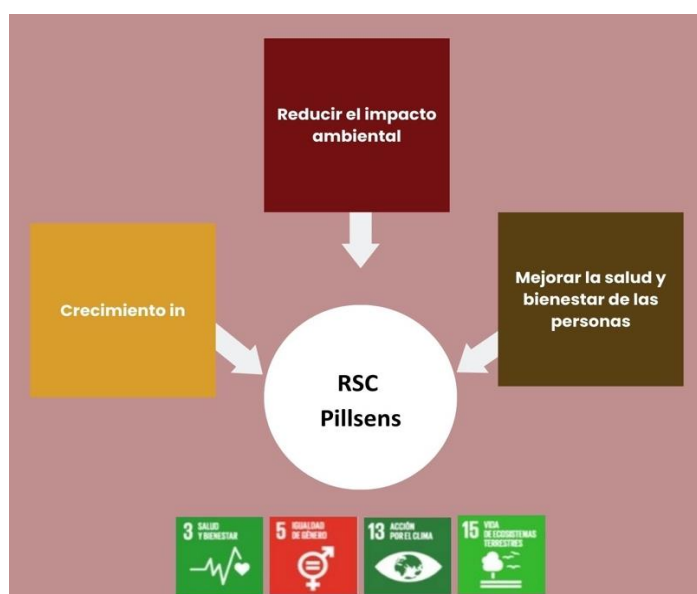 Reducir el impacto
ambiental
Crecimiento in
Mejorar la salud y
bienestar de las
personas
RSC
Pillsens
3 SALUD
Y BIENESTAR
5 IGUALDAD
DE GÉNERO
13 ACCIÓN
POR EL CLIMA
15 VIDA
DE ECOSISTEMAS
TERRESTRES